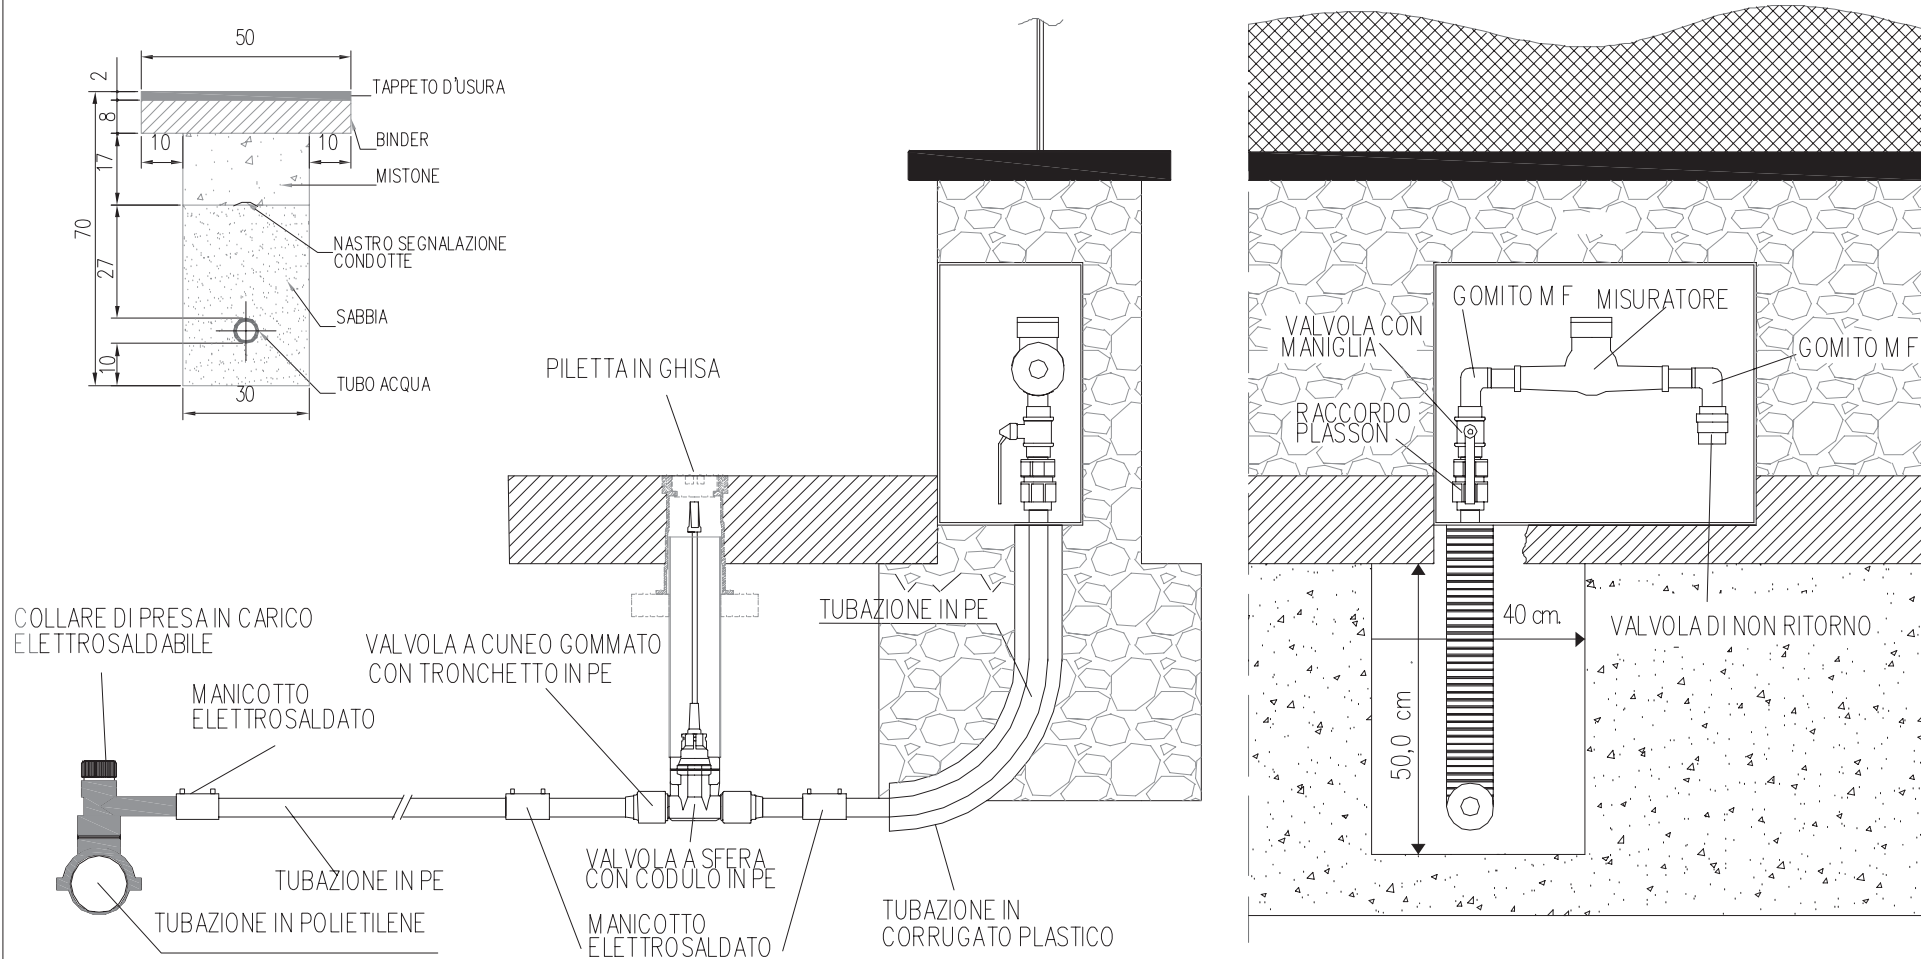 50
2
TAPPETO D'USURA
8
10
10
BINDER
17
MISTONE
70
NASTRO SEGNALAZIONE
CONDOTTE
27
SABBIA
10
TUBO ACQUA
30
PILETTA IN GHISA
COLLARE DI PRESA IN CARICO
ELETTROSALDABILE
MANICOTTO
ELETTROSALDATO
VALVOLA A CUNEO GOMMATO
CON TRONCHETTO IN PE
TUBAZIONE IN PE
TUBAZIONE IN PE
TUBAZIONE IN POLIETILENE
VALVOLA A SFERA
CON CODULO IN PE
MANICOTTO
ELETTROSALDATO
TUBAZIONE IN
CORRUGATO PLASTICO
GOMITO M F
MISURATORE
VALVOLA CON
MANIGLIA
GOMITO M F
RACCORDO
PLASSON
40 cm.
VALVOLA DI NON RITORNO
50,0 cm